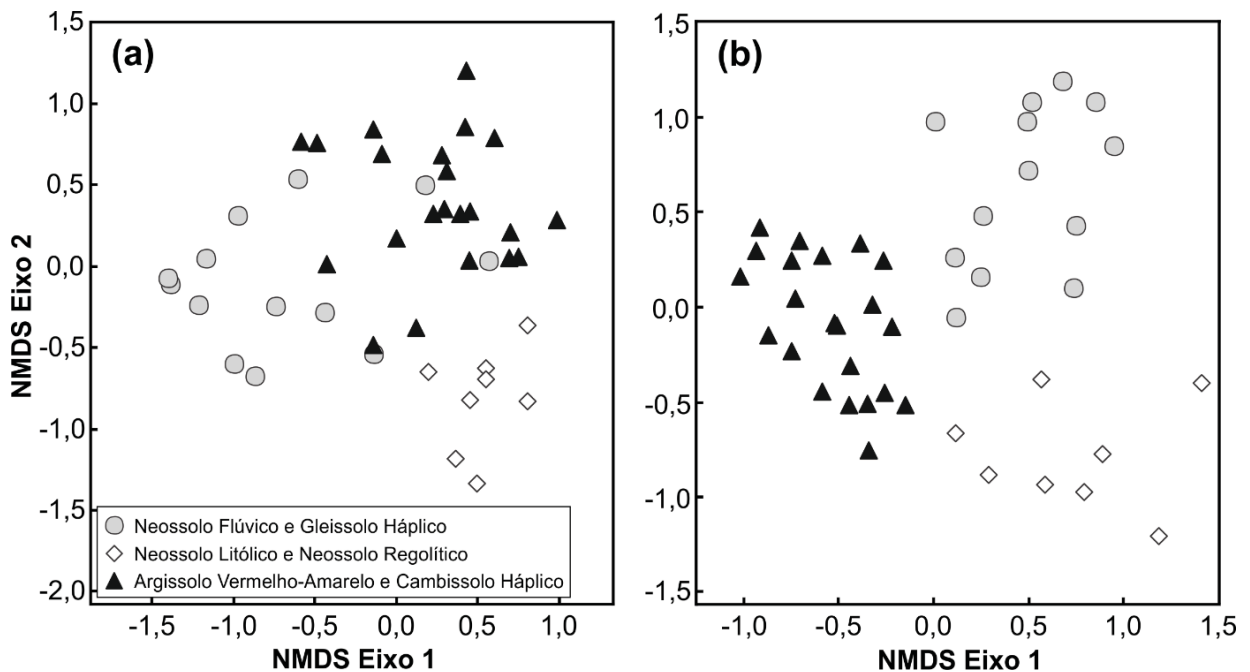 (a)
1,5
1,0
0,5
0,0
-0,5
-1,0
-1,5
-2,0
NMDS Eixo 2
Neossolo Flúvico e Gleissolo Háplico
Neossolo Litólico e Neossolo Regolítico
Argissolo Vermelho-Amarelo e Cambissolo Háplico
-1,5 -1,0 -0,5 0,0 0,5 1,0
NMDS Eixo 1
(b)
1,5
1,0
0,5
0,0
-0,5
-1,0
-1,5
-1,0 -0,5 0,0 0,5 1,0 1,5
NMDS Eixo 1